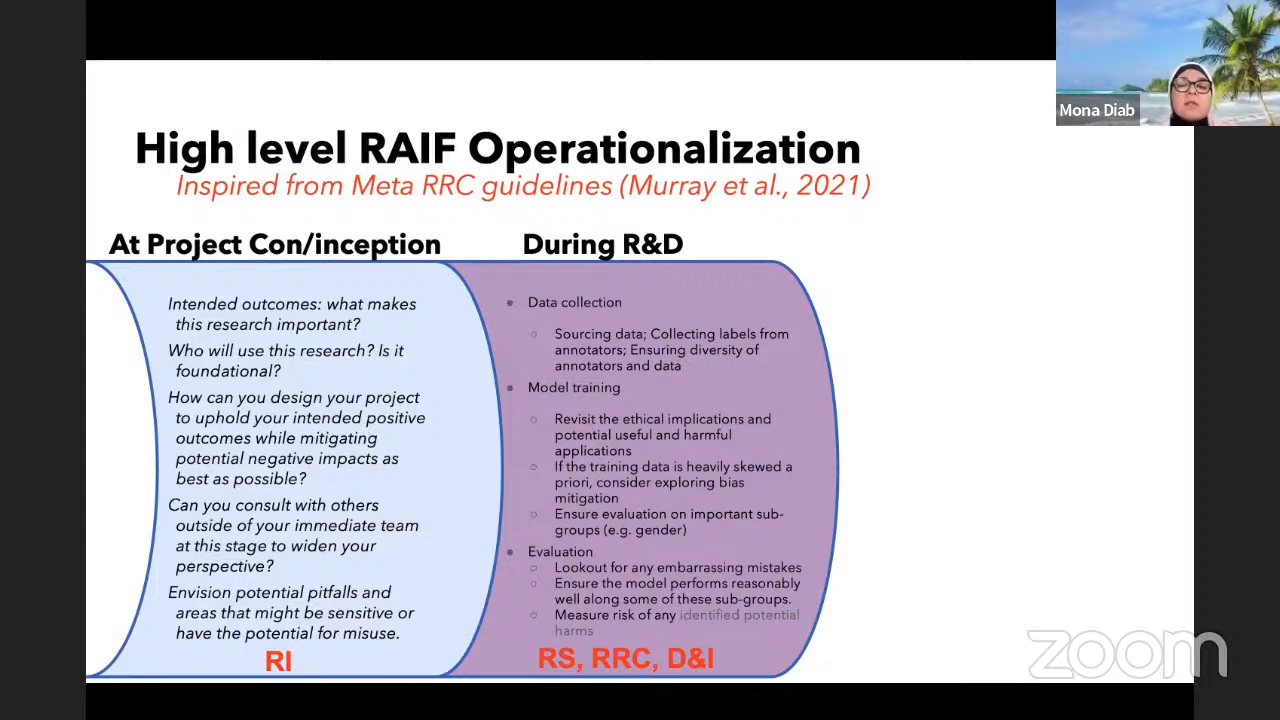 Mona Diab
High level RAIF Operationalization
Inspired from Meta RRC guidelines (Murray et al., 2021)
At Project Con/inception
Intended outcomes: what makes
this research important?
Who will use this research? Is it
foundational?
How can you design your project
to uphold your intended positive
outcomes while mitigating
potential negative impacts as
best as possible?
Can you consult with others
outside of your immediate team
at this stage to widen your
perspective?
Envision potential pitfalls and
areas that might be sensitive or
have the potential for misuse.
RI
During R&D
Data collection
Sourcing data; Collecting labels from
annotators; Ensuring diversity of
annotators and data
Model training
Revisit the ethical implications and
potential useful and harmful
applications
If the training data is heavily skewed a
priori, consider exploring bias
mitigation
Ensure evaluation on important sub-
groups (e.g. gender)
Evaluation
Lookout for any embarrassing mistakes
Ensure the model performs reasonably
well along some of these sub-groups.
Measure risk of any identified potential
harms
RS, RRC, D&I
zoom